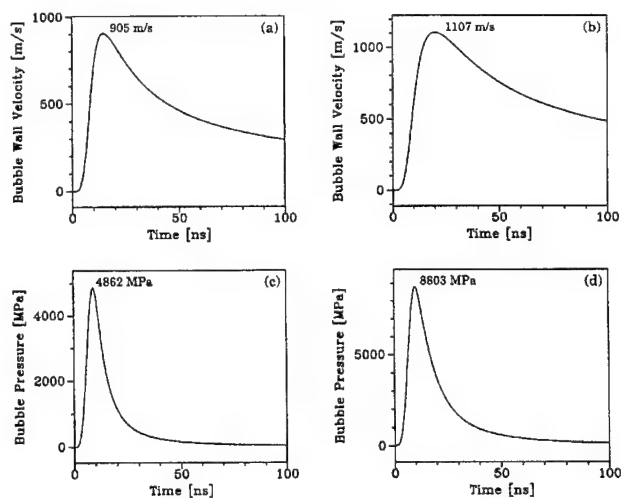 905 m/s
(a)
Bubble Wall Velocity [m/s]
1000
500
0
0
50
100
Time [ns]
1107 m/s
(b)
Bubble Wall Velocity [m/s]
1000
500
0
0
50
100
Time [ns]
4862 MPa
(c)
Bubble Pressure [MPa]
4000
2000
0
0
50
100
Time [ns]
8803 MPa
(d)
Bubble Pressure [MPa]
5000
0
0
50
100
Time [ns]